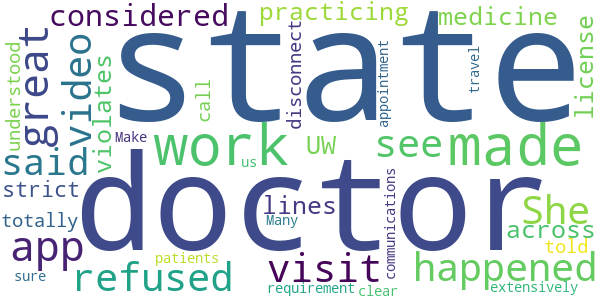 considered practicing medicine
state
great video violates understood call disconnect appointment travel license
Make work us UW see made
said
strict doctor lines She
totally Many communications across
app told
refused visit happened
patients
sure requirement clear extensively